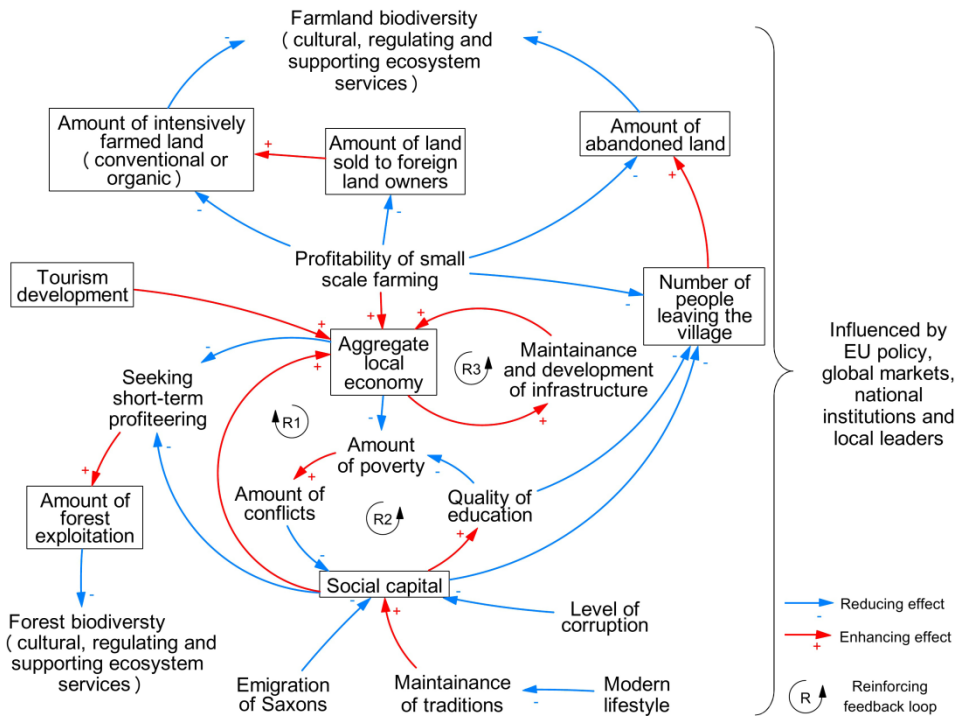 Farmland biodiversity
( cultural, regulating and
supporting ecosystem
services )
Amount of intensively
farmed land
( conventional or
organic )
Amount of land
sold to foreign
land owners
Amount of
abandoned land
Profitability of small
scale farming
Tourism
development
Number of
people
leaving the
village
Aggregate
local
economy
R3
Maintainance
and development
of infrastructure
Influenced by
EU policy,
global markets,
national
institutions and
local leaders
Seeking
short-term
profiteering
R1
Amount
of poverty
Amount of
forest
exploitation
Amount of
conflicts
R2
Quality of
education
Social capital
Forest biodiversty
( cultural, regulating and
supporting ecosystem
services )
Level of
corruption
Emigration
of Saxons
Maintainance
of traditions
Modern
lifestyle
- Reducing effect
+ Enhancing effect
R Reinforcing
feedback loop